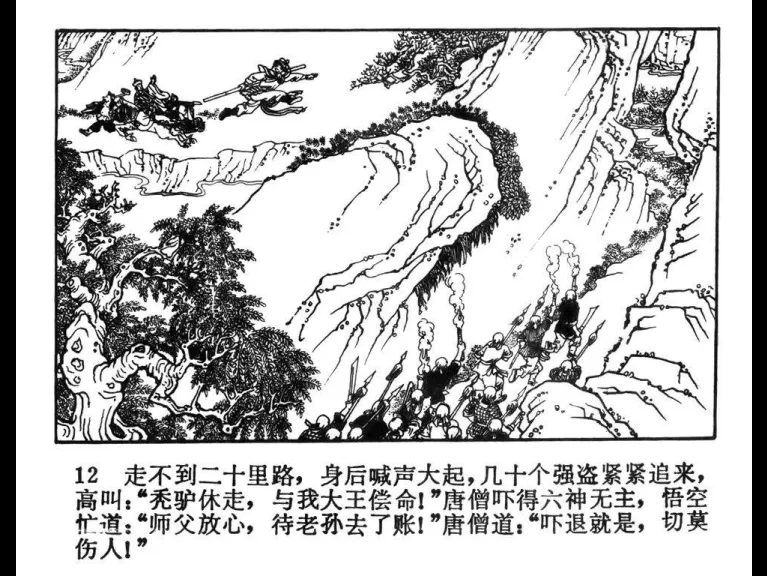 12 走不到二十里路，身后喊声大起，几十个强盗紧紧追来，
高叫：“秃驴休走，与我大王偿命！”唐僧吓得六神无主，悟空
忙道：“师父放心，待老孙去了账！”唐僧道：“吓退就是，切莫
伤人！”